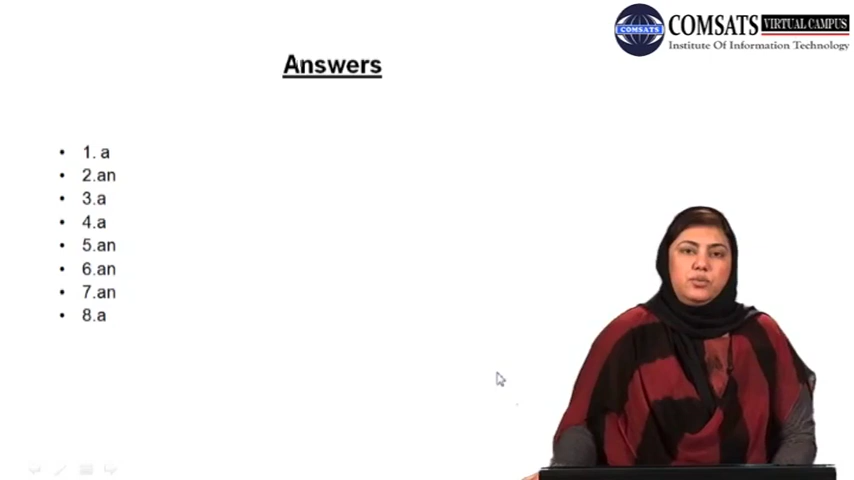 COMSATS VIRTUAL CAMPUS
COMSATS
Institute Of Information Technology
Answers
• 1. a
• 2.an
• 3.a
• 4.a
• 5.an
• 6.an
• 7.an
• 8.a